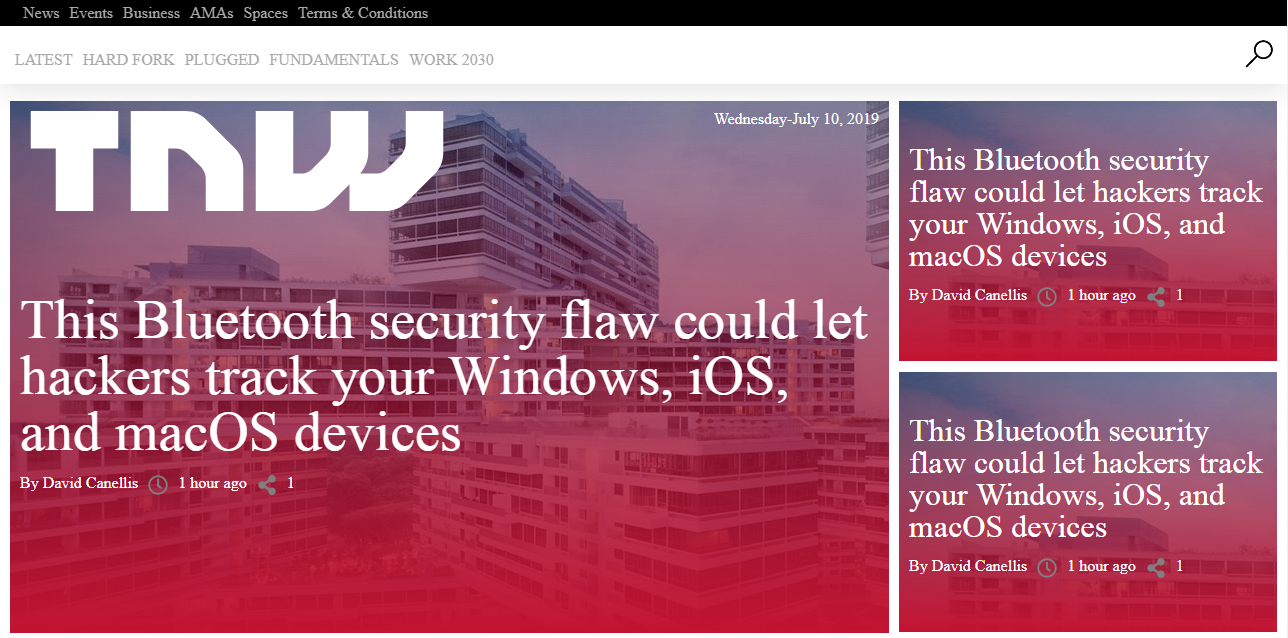 News Events Business AMAs Spaces Terms & Conditions
LATEST HARD FORK PLUGGED FUNDAMENTALS WORK 2030
TNW
Wednesday-July 10, 2019
This Bluetooth security flaw could let
hackers track your Windows, iOS,
and macOS devices
By David Canellis 1 hour ago 1
This Bluetooth security
flaw could let hackers track
your Windows, iOS, and
macOS devices
By David Canellis 1 hour ago 1
This Bluetooth security
flaw could let hackers track
your Windows, iOS, and
macOS devices
By David Canellis 1 hour ago 1